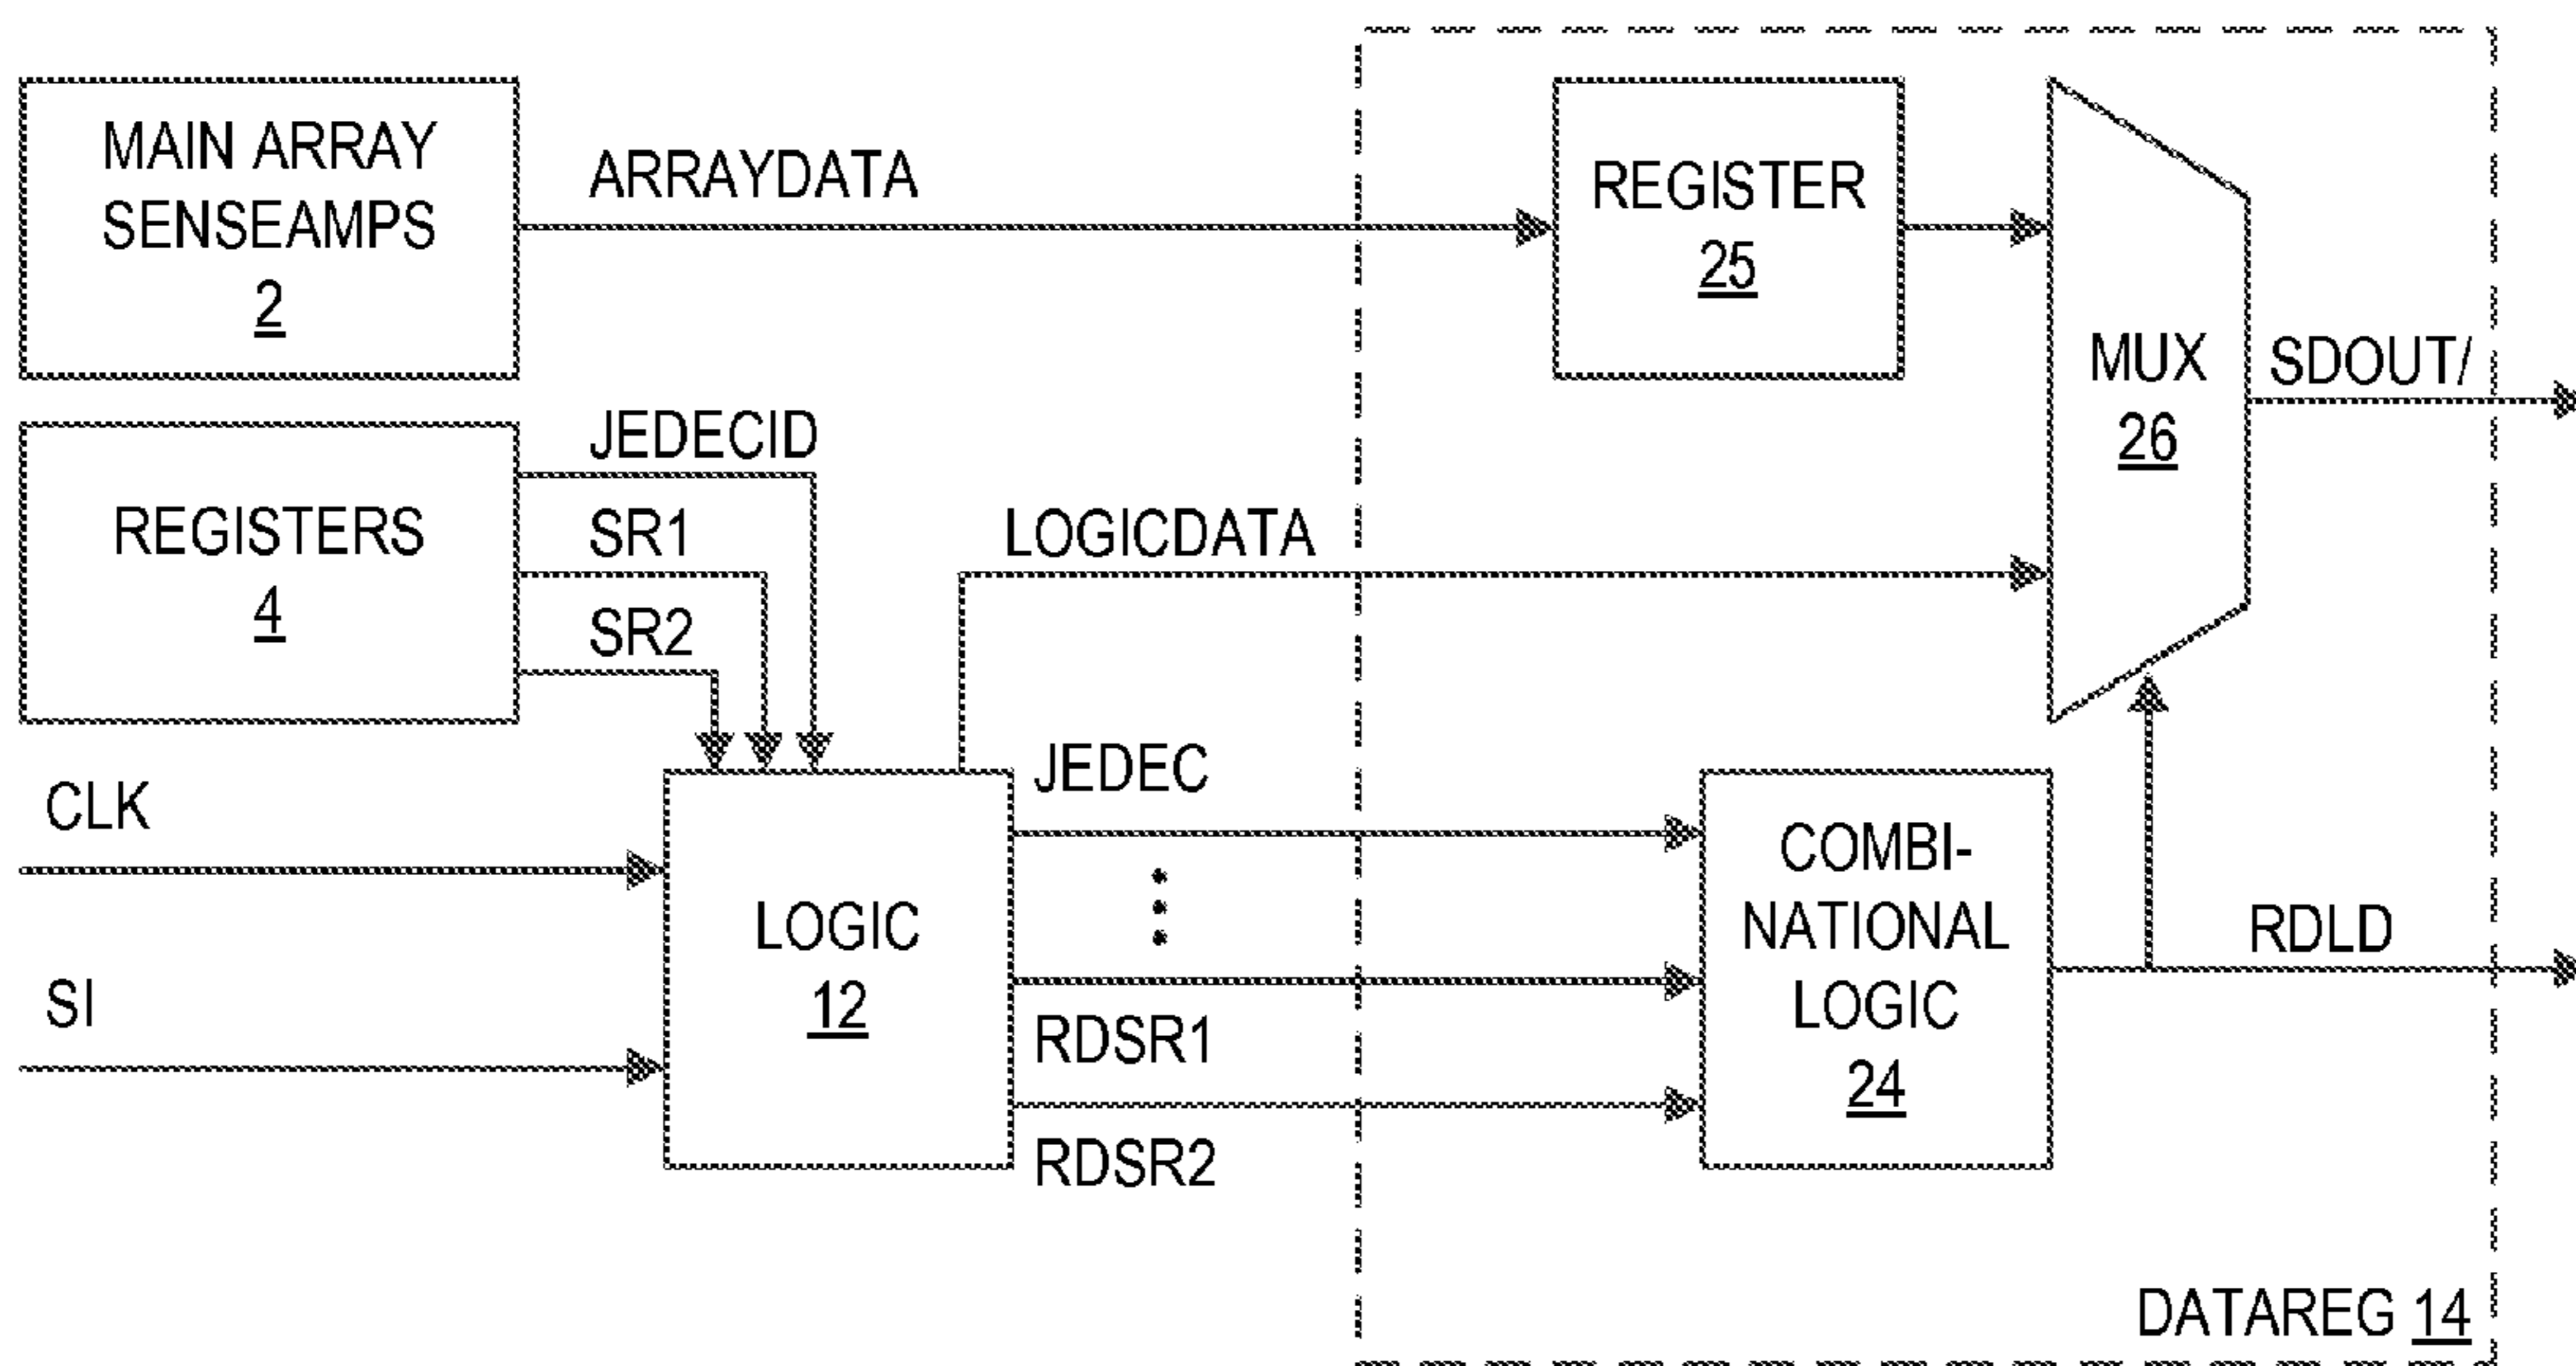 MAIN ARRAY
SENSEAMPS
2
ARRAYDATA
REGISTER
25
MUX
26
SDOUT/
REGISTERS
4
JEDECID
SR1
SR2
LOGICDATA
CLK
SI
LOGIC
12
JEDEC
RDSR1
RDSR2
COMBI-
NATIONAL
LOGIC
24
RDLD
DATAREG 14